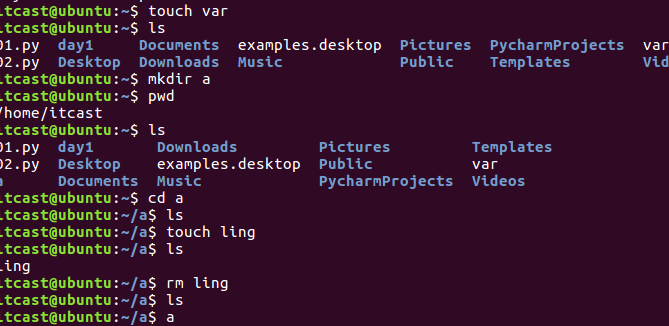 itcast@ubuntu:~$ touch var
itcast@ubuntu:~$ ls
01.py day1 Documents examples.desktop Pictures PycharmProjects var
02.py Desktop Downloads Music Public Templates Vid
itcast@ubuntu:~$ mkdir a
itcast@ubuntu:~$ pwd
/home/itcast
itcast@ubuntu:~$ ls
01.py day1 Downloads Pictures Templates
02.py Desktop examples.desktop Public var
a Documents Music PycharmProjects Videos
itcast@ubuntu:~$ cd a
itcast@ubuntu:~/a$ ls
itcast@ubuntu:~/a$ touch ling
itcast@ubuntu:~/a$ ls
ling
itcast@ubuntu:~/a$ rm ling
itcast@ubuntu:~/a$ ls
itcast@ubuntu:~/a$ a